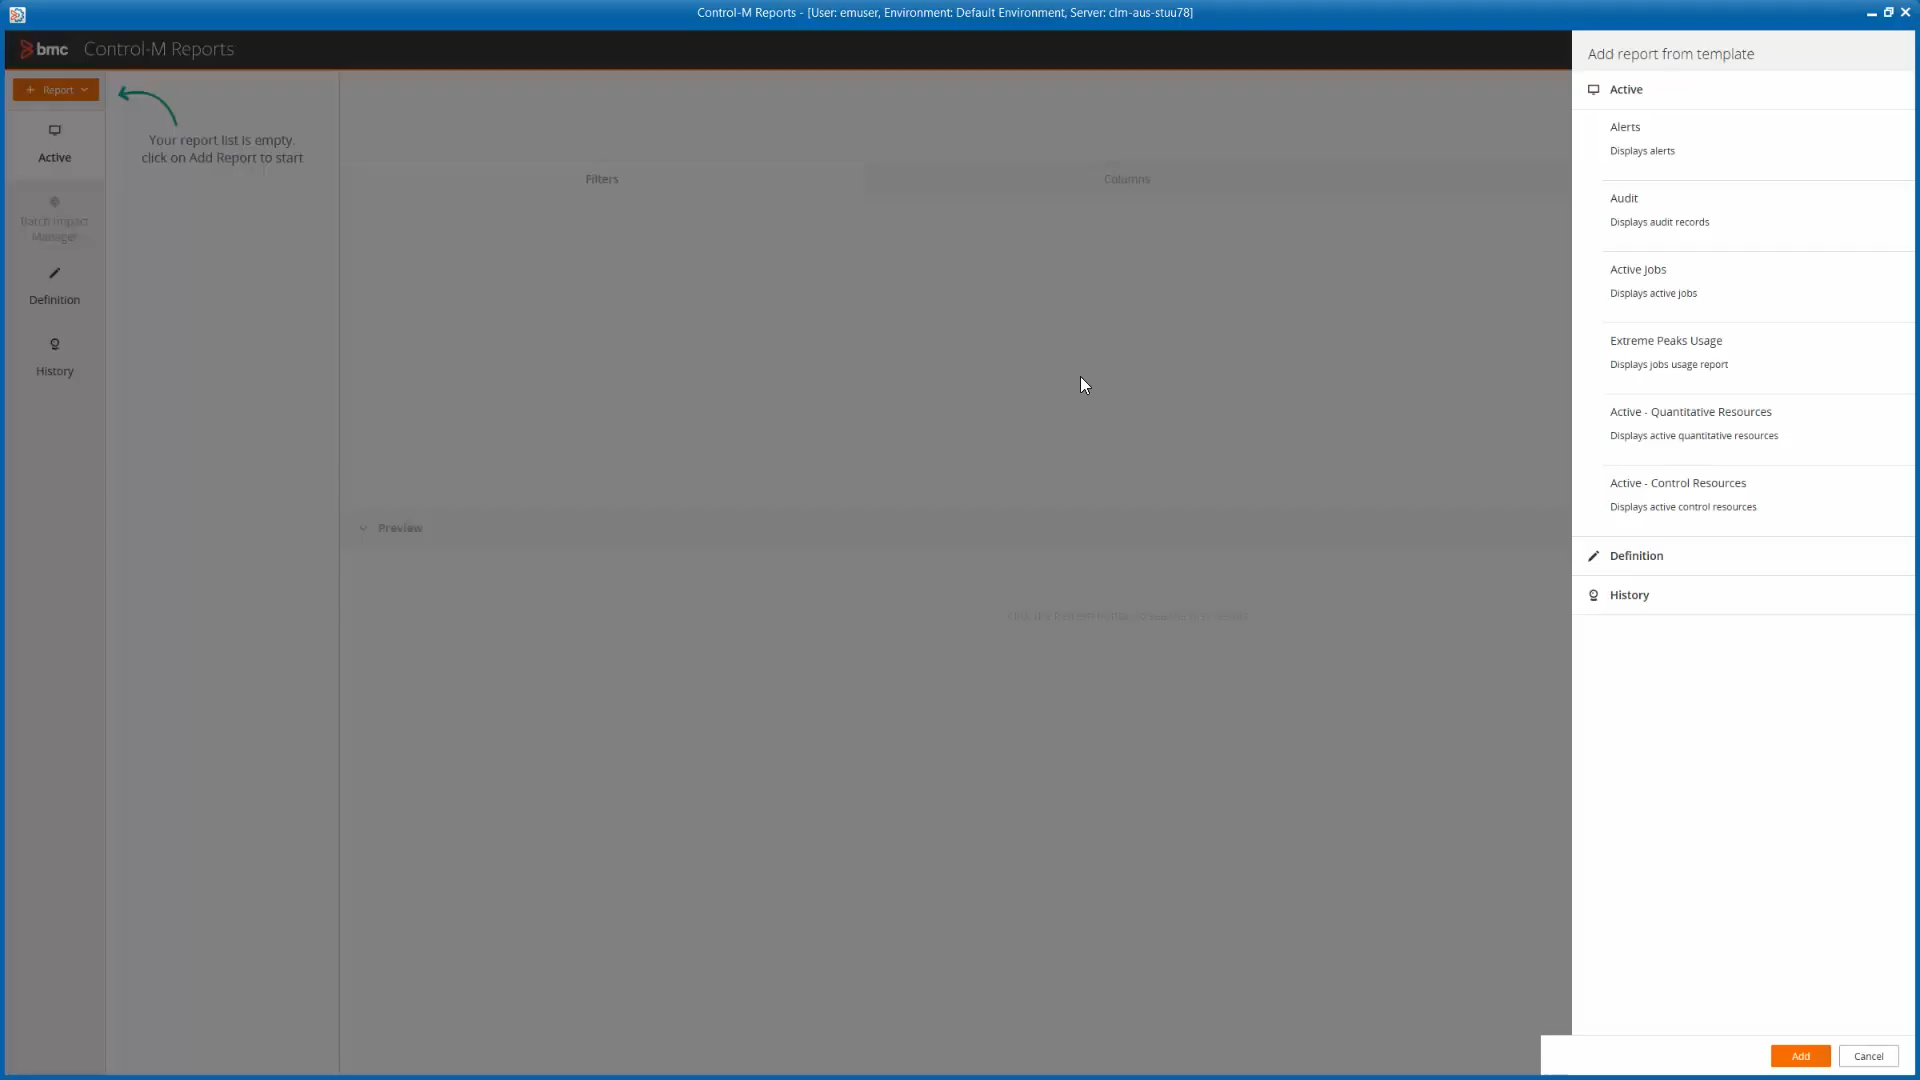 Control-M Reports - [User: emuser, Environment: Default Environment, Server: clm-aus-stuu78]
bmc Control-M Reports
Add report from template
+ Report
Active
Batch Impact
Manager
Definition
History
Your report list is empty.
click on Add Report to start
Filters
Columns
Preview
Active
Alerts
Displays alerts
Audit
Displays audit records
Active Jobs
Displays active jobs
Extreme Peaks Usage
Displays jobs usage report
Active - Quantitative Resources
Displays active quantitative resources
Active - Control Resources
Displays active control resources
Definition
History
Add
Cancel